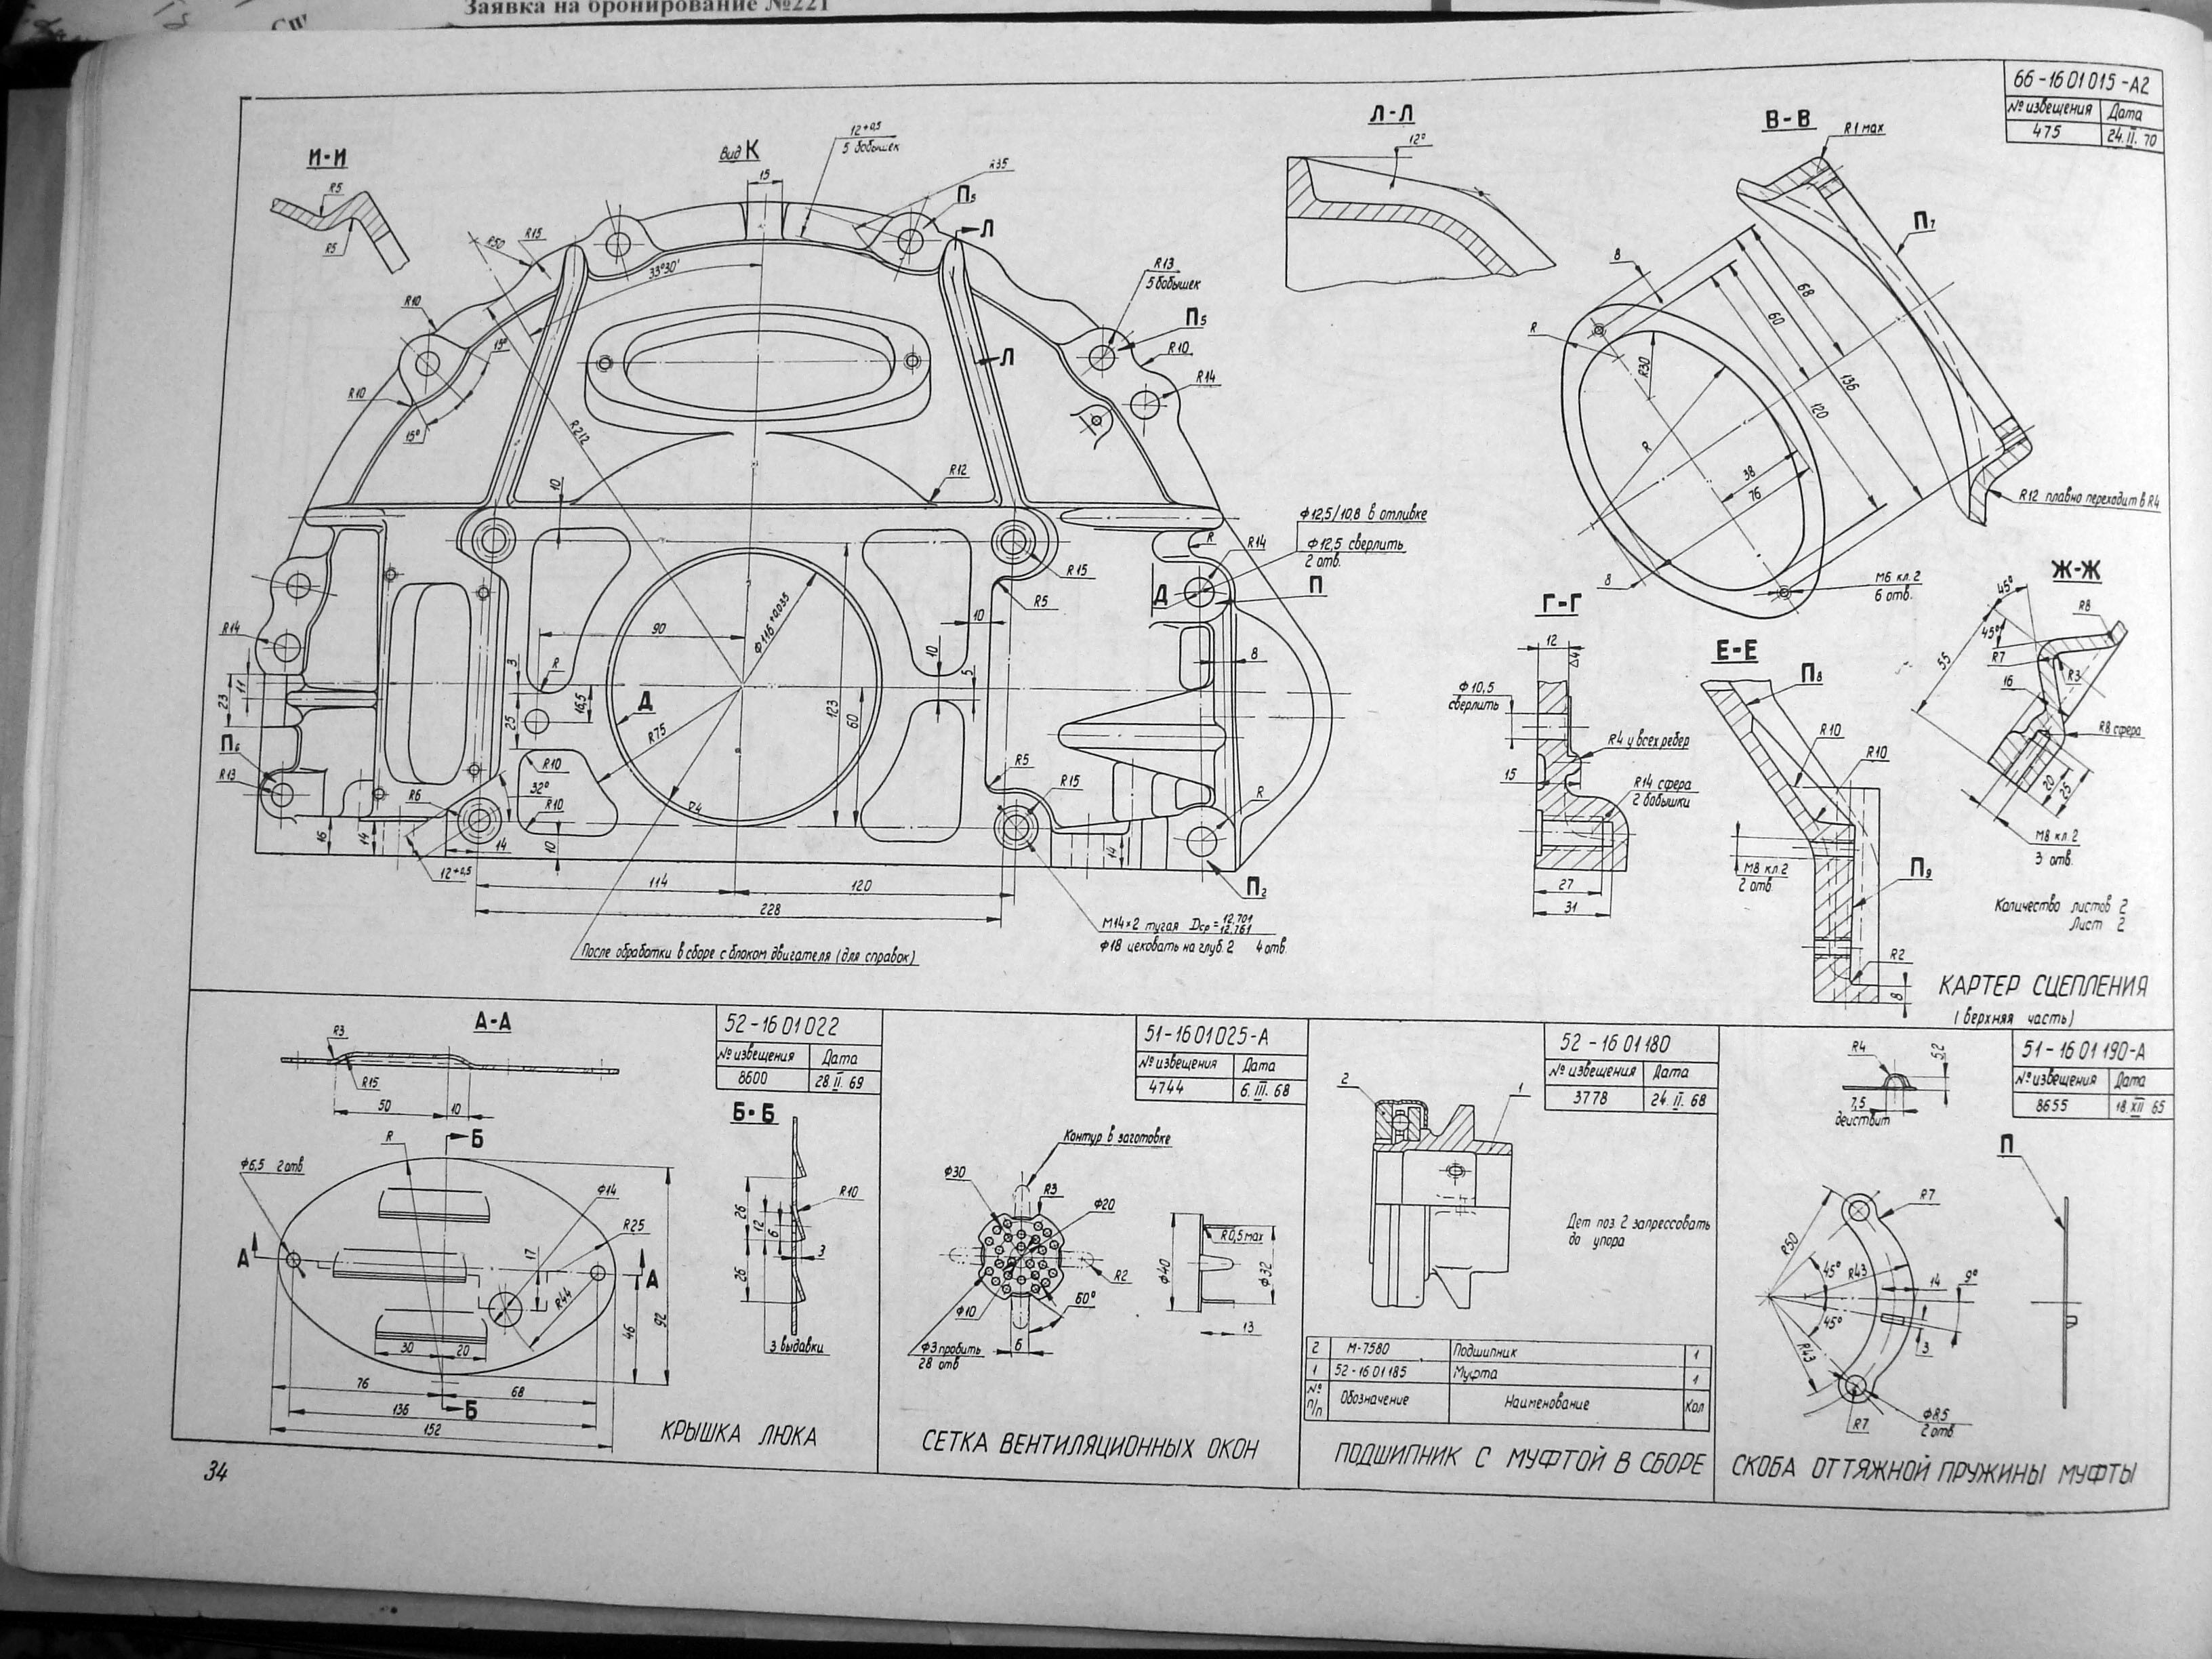 Заявка на бронирование №221
66-1601015-А2
№ извещения Дата
475 24.II.70
И-И
R5
R5
Вид К
12+0,5
5 бобышек
15
R35
П5
Л
R50
R15
33°30'
R10
15°
R10
15°
R212
R13
5 бобышек
П5
R10
R14
Л
R12
10
Ф12,5/10,8 в отливке
Ф12,5 сверлить
2 отв.
R
R14
Д
П
R15
R5
10
90
Ф116+0,035
3
R
10
5
8
R14
11
23
25
16,5
Д
R75
123
60
П6
R13
R6
R10
32°
R10
R4
R5
R15
R
16
14
12+0,5
14
10
14
П2
114
120
228
М14×2 тугая Dср=12,701
12,761
Ф18 цековать на глуб. 2 4 отв.
После обработки в сборе с блоком двигателя (для справок)
Л-Л
12°
В-В
R1 max
П7
8
68
60
R
R30
136
120
R
38
76
8
R12 плавно переходит в R4
М6 кл. 2
6 отв.
Г-Г
12
Ф10,5
сверлить
R4 у всех ребер
15
R14 сфера
2 бобышки
27
31
Е-Е
П8
R10
R10
М8 кл.2
2 отв.
П9
R2
8
Ж-Ж
45°
45°
R8
R7
R3
55
16
R8 сфера
20
25
М8 кл. 2
3 отв.
Количество листов 2
Лист 2
КАРТЕР СЦЕПЛЕНИЯ
(верхняя часть)
А-А
R3
R15
50
10
52-1601022
№ извещения Дата
8600 28.II.69
Б-Б
R
Б
Ф6,5 2 отв
Ф14
R25
А
А
17
R44
46
92
30
20
76
68
136
152
Б
26
12
6
26
R10
3
3 выдавки
КРЫШКА ЛЮКА
51-1601025-А
№ извещения Дата
4744 6.III.68
Контур в заготовке
Ф30
R3
Ф20
R2
Ф10
60°
Ф3 пробить
28 отв
6
R0,5 max
Ф40
Ф32
13
СЕТКА ВЕНТИЛЯЦИОННЫХ ОКОН
52-1601180
№ извещения Дата
3778 24.II.68
2
1
Дет поз 2 запрессовать
до упора
2 М-7580 Подшипник 1
1 52-1601185 Муфта 1
№ п/п Обозначение Наименование Кол
ПОДШИПНИК С МУФТОЙ В СБОРЕ
51-1601190-А
№ извещения Дата
8655 18.XII.65
R4
5,2
7,5
действит
П
R7
R50
45°
R43
14
9°
45°
3
R43
R7
Ф8,5
2 отв
СКОБА ОТТЯЖНОЙ ПРУЖИНЫ МУФТЫ
34